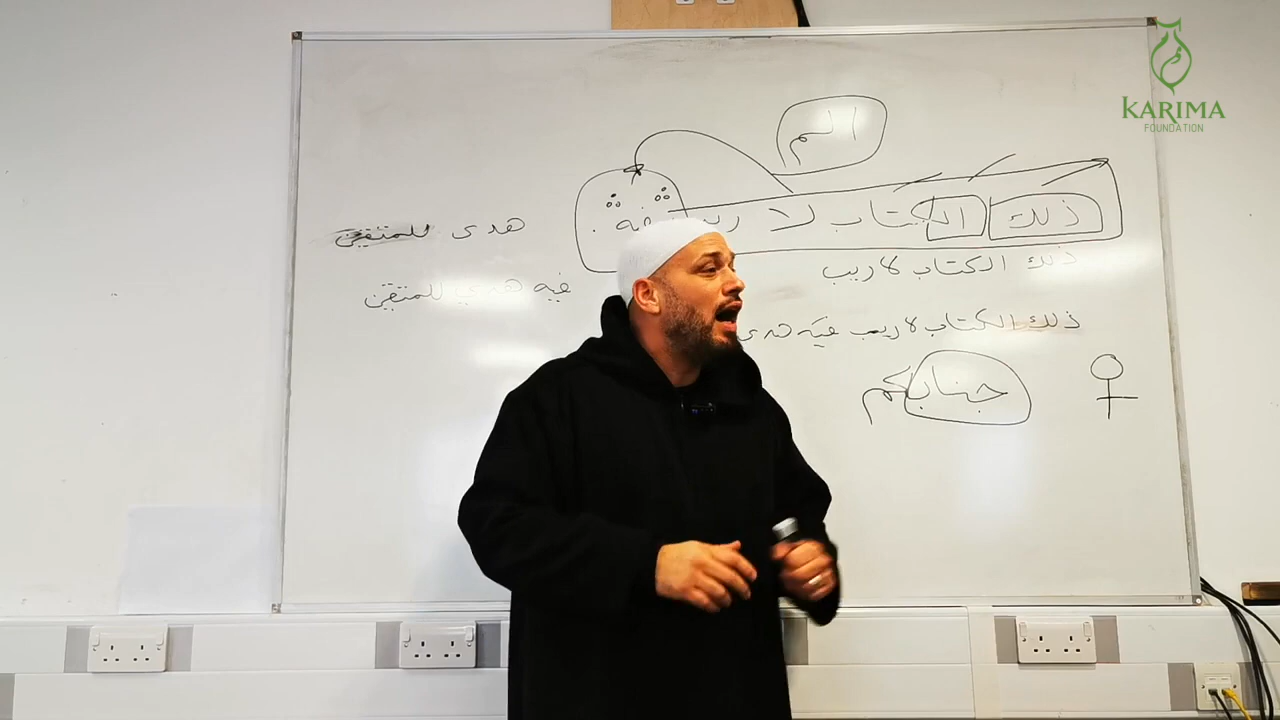 KARIMA
FOUNDATION
الم
ذلك الكتاب لا ريب فيه
هدى للمتقين
ذلك الكتاب لا ريب
فيه هدى للمتقين
ذلك الكتاب لا ريب فيه هدى
جنابكم